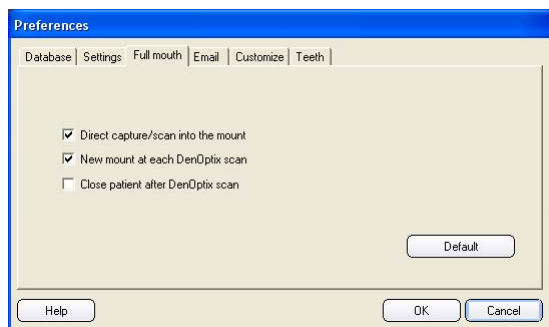 Preferences
Database Settings Full mouth Email Customize Teeth
Direct capture/scan into the mount
New mount at each DenOptix scan
Close patient after DenOptix scan
Default
Help OK Cancel